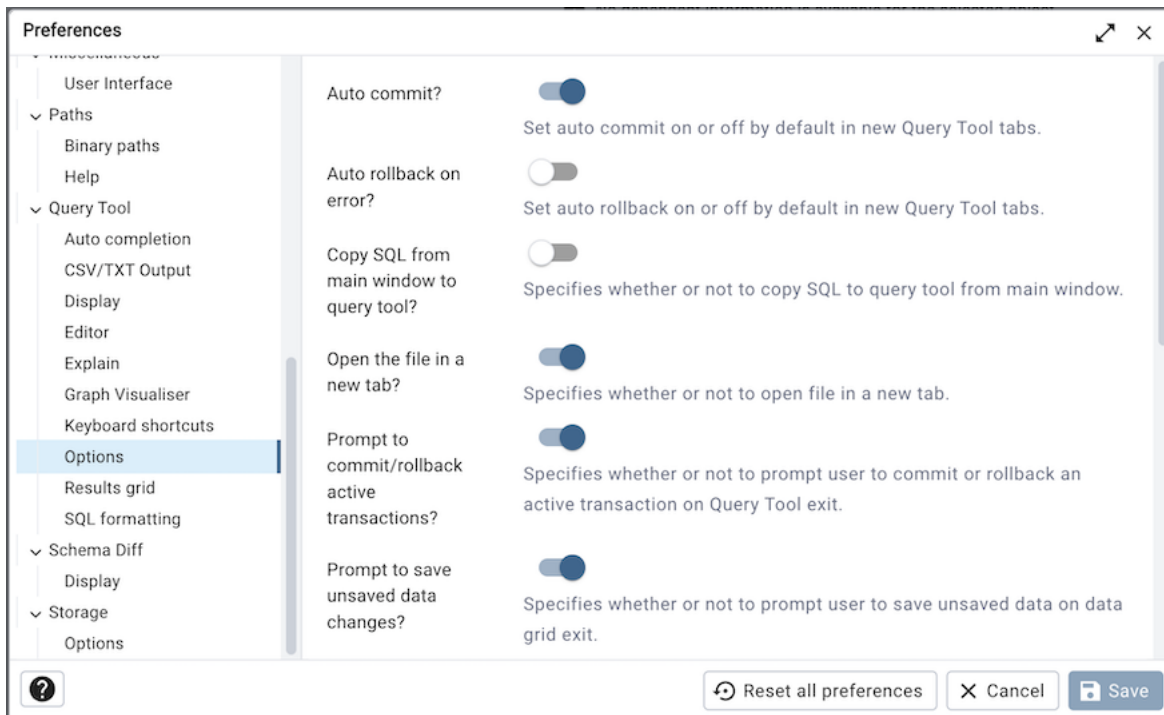 Preferences
User Interface
Paths
Binary paths
Help
Query Tool
Auto completion
CSV/TXT Output
Display
Editor
Explain
Graph Visualiser
Keyboard shortcuts
Options
Results grid
SQL formatting
Schema Diff
Display
Storage
Options
Auto commit?
Set auto commit on or off by default in new Query Tool tabs.
Auto rollback on
error?
Set auto rollback on or off by default in new Query Tool tabs.
Copy SQL from
main window to
query tool?
Specifies whether or not to copy SQL to query tool from main window.
Open the file in a
new tab?
Specifies whether or not to open file in a new tab.
Prompt to
commit/rollback
active
transactions?
Specifies whether or not to prompt user to commit or rollback an
active transaction on Query Tool exit.
Prompt to save
unsaved data
changes?
Specifies whether or not to prompt user to save unsaved data on data
grid exit.
?
Reset all preferences
Cancel
Save